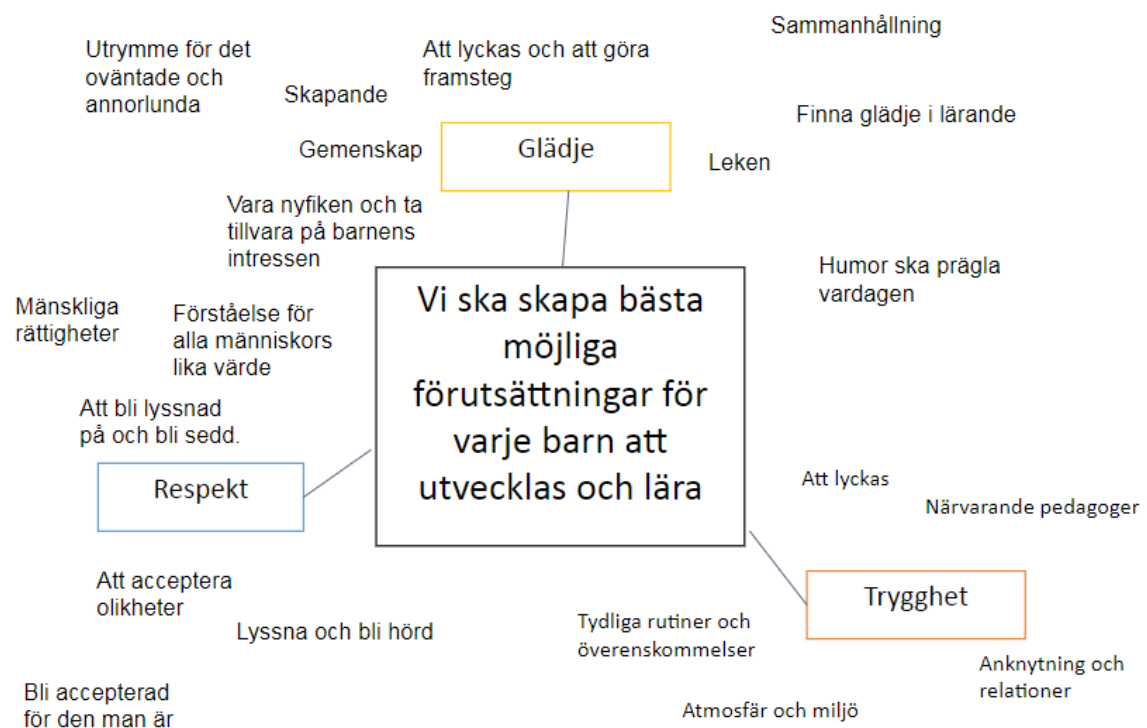 Sammanhållning
Utrymme för det
oväntade och
annorlunda
Att lyckas och att göra
framsteg
Skapande
Finna glädje i lärande
Gemenskap
Glädje
Leken
Vara nyfiken och ta
tillvara på barnens
intressen
Humor ska prägla
vardagen
Mänskliga
rättigheter
Förståelse för
alla människors
lika värde
Vi ska skapa bästa
möjliga
förutsättningar för
varje barn att
utvecklas och lära
Att bli lyssnad
på och bli sedd.
Respekt
Att lyckas
Närvarande pedagoger
Trygghet
Att acceptera
olikheter
Lyssna och bli hörd
Tydliga rutiner och
överenskommelser
Anknytning och
relationer
Bli accepterad
för den man är
Atmosfär och miljö